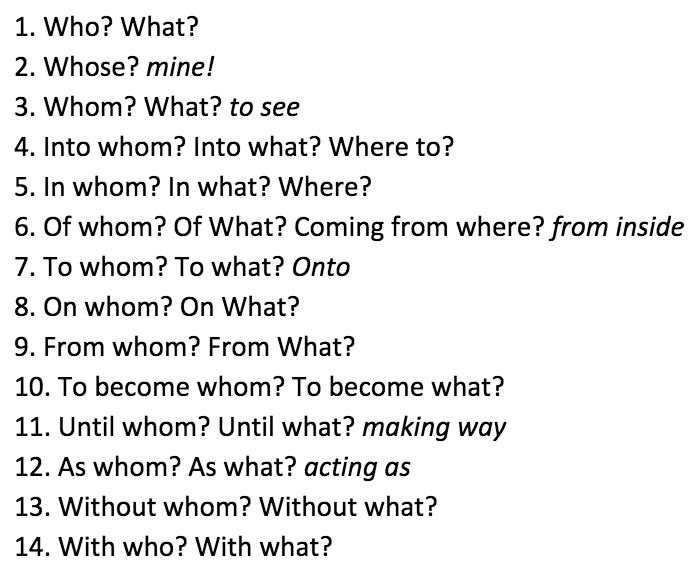 1. Who? What?
2. Whose? mine!
3. Whom? What? to see
4. Into whom? Into what? Where to?
5. In whom? In what? Where?
6. Of whom? Of What? Coming from where? from inside
7. To whom? To what? Onto
8. On whom? On What?
9. From whom? From What?
10. To become whom? To become what?
11. Until whom? Until what? making way
12. As whom? As what? acting as
13. Without whom? Without what?
14. With who? With what?